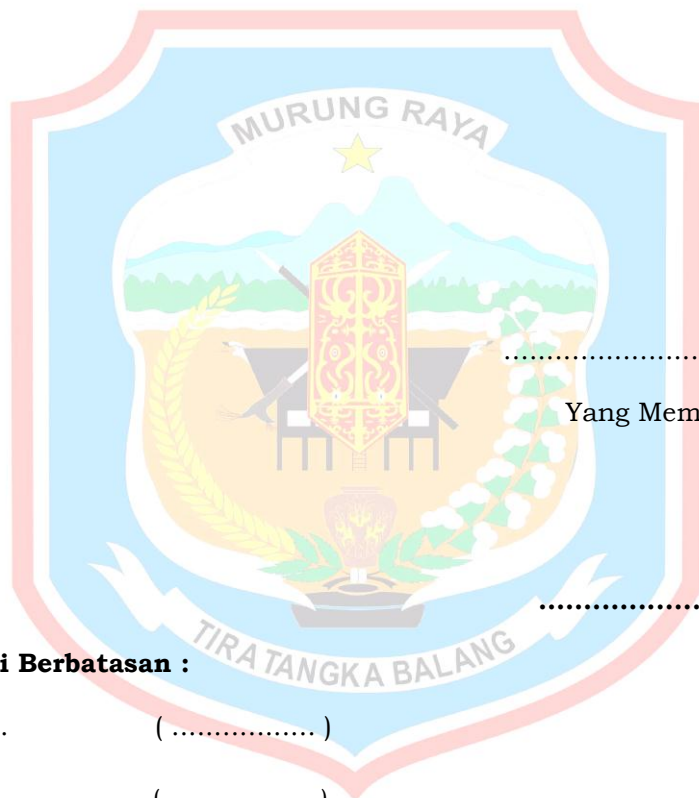 MURUNG RAYA
..........................
Yang Mem
......................
TIRA TANGKA BALANG
i Berbatasan :
. ( ................. )
( ................. )